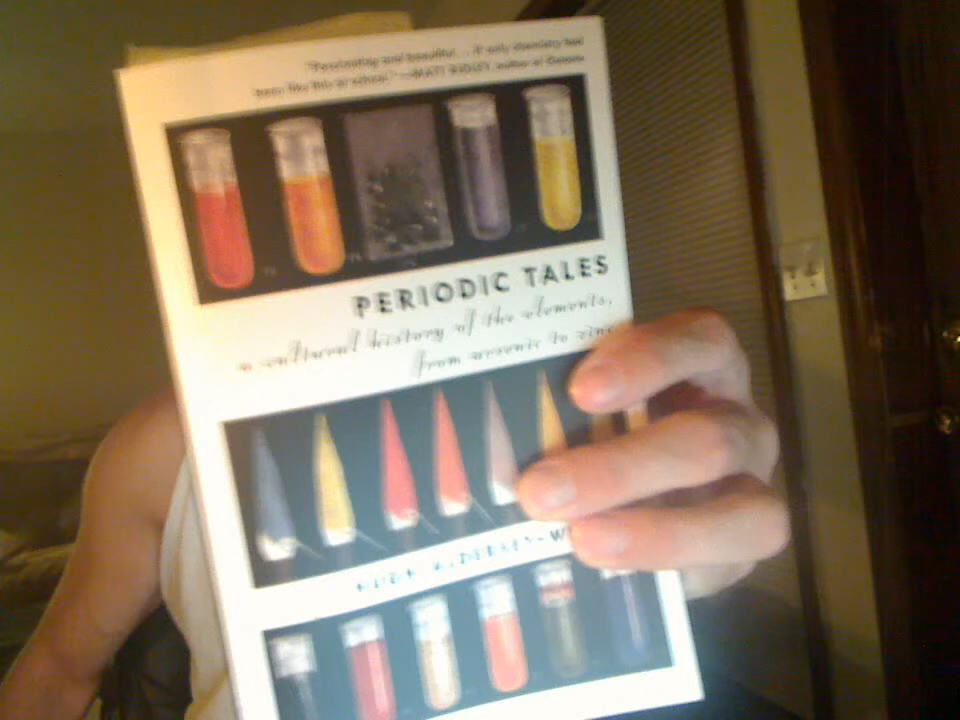 "Fascinating and beautiful ... if only chemistry had
been like this at school." —MATT RIDLEY, author of Genome
PERIODIC TALES
a cultural history of the elements,
from arsenic to zinc
HUGH ALDERSEY-W